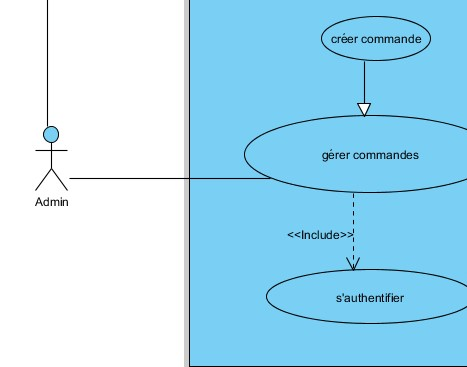 créer commande
gérer commandes
Admin
<<Include>>
s'authentifier